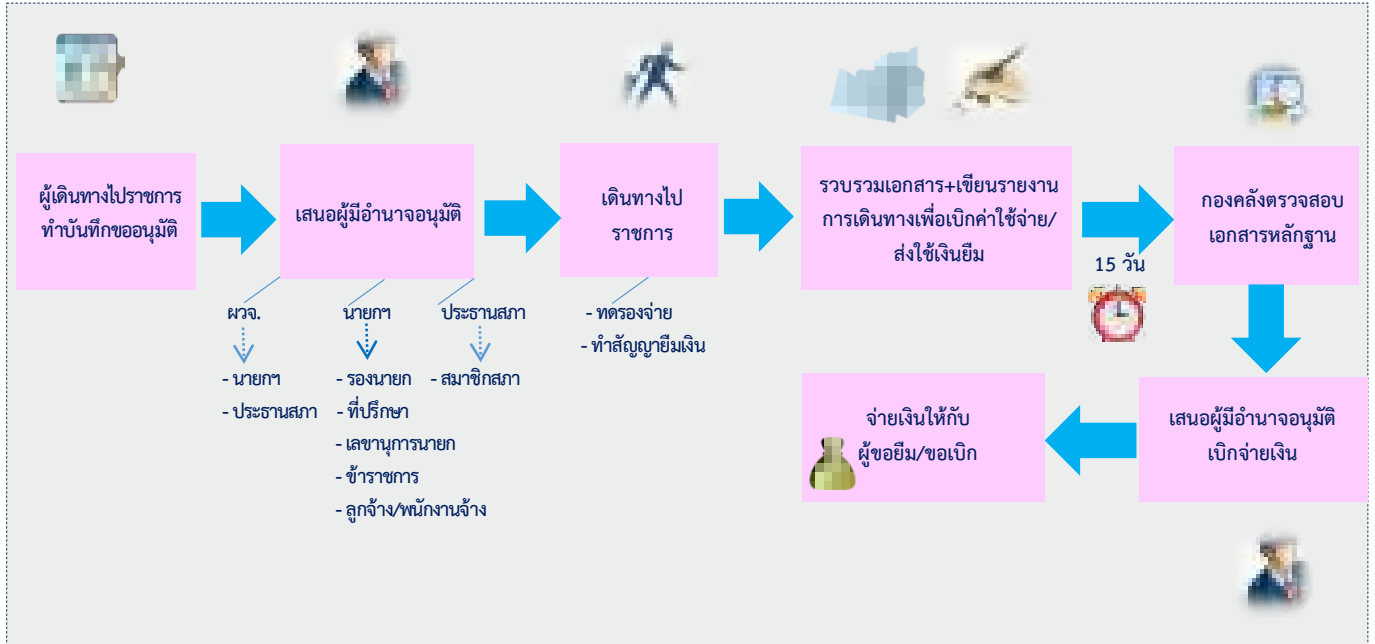 ผู้เดินทางไปราชการ
ทำบันทึกขออนุมัติ
เสนอผู้มีอำนาจอนุมัติ
เดินทางไป
ราชการ
รวบรวมเอกสาร+เขียนรายงาน
การเดินทางเพื่อเบิกค่าใช้จ่าย/
ส่งใช้เงินยืม
15 วัน
กองคลังตรวจสอบ
เอกสารหลักฐาน
ผวจ.
- นายกฯ
- ประธานสภา
นายกฯ
- รองนายก
- ที่ปรึกษา
- เลขานุการนายก
- ข้าราชการ
- ลูกจ้าง/พนักงานจ้าง
ประธานสภา
- สมาชิกสภา
- ทดรองจ่าย
- ทำสัญญายืมเงิน
เสนอผู้มีอำนาจอนุมัติ
เบิกจ่ายเงิน
จ่ายเงินให้กับ
ผู้ขอยืม/ขอเบิก